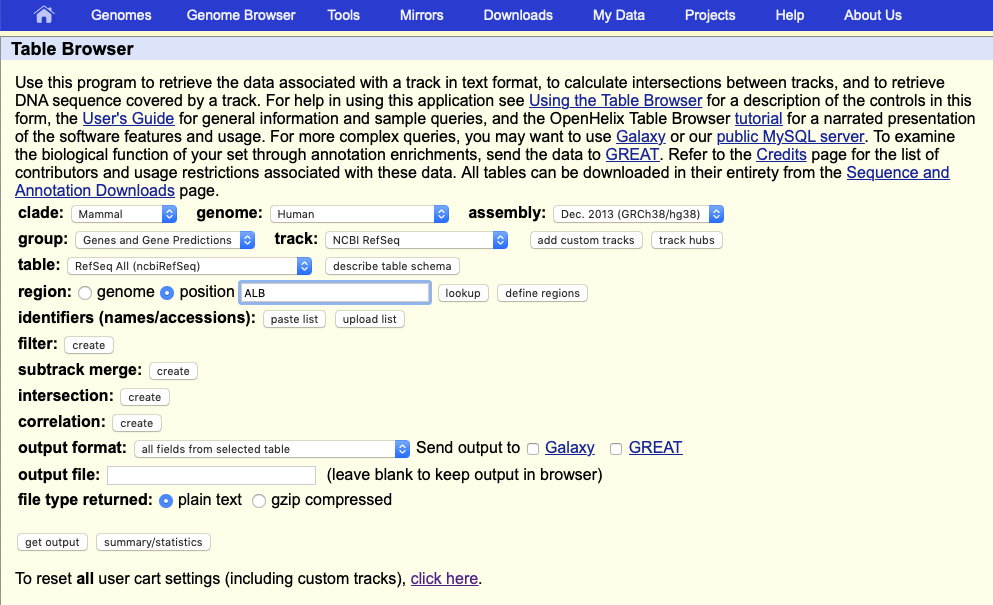 Genomes Genome Browser Tools Mirrors Downloads My Data Projects Help About Us
Table Browser
Use this program to retrieve the data associated with a track in text format, to calculate intersections between tracks, and to retrieve
DNA sequence covered by a track. For help in using this application see Using the Table Browser for a description of the controls in this
form, the User's Guide for general information and sample queries, and the OpenHelix Table Browser tutorial for a narrated presentation
of the software features and usage. For more complex queries, you may want to use Galaxy or our public MySQL server. To examine
the biological function of your set through annotation enrichments, send the data to GREAT. Refer to the Credits page for the list of
contributors and usage restrictions associated with these data. All tables can be downloaded in their entirety from the Sequence and
Annotation Downloads page.
clade: Mammal genome: Human assembly: Dec. 2013 (GRCh38/hg38)
group: Genes and Gene Predictions track: NCBI RefSeq add custom tracks track hubs
table: RefSeq All (ncbiRefSeq) describe table schema
region: genome position ALB lookup define regions
identifiers (names/accessions): paste list upload list
filter: create
subtrack merge: create
intersection: create
correlation: create
output format: all fields from selected table Send output to Galaxy GREAT
output file: (leave blank to keep output in browser)
file type returned: plain text gzip compressed
get output summary/statistics
To reset all user cart settings (including custom tracks), click here.